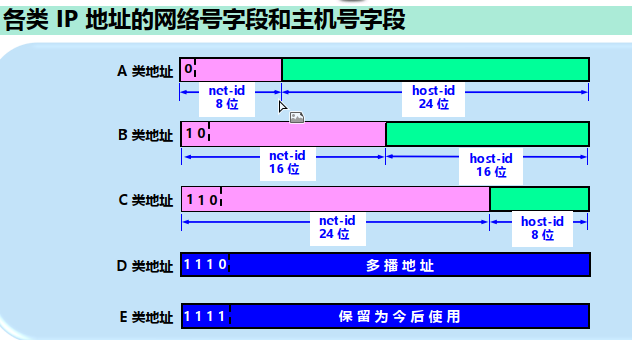 各类 IP 地址的网络号字段和主机号字段
A 类地址
0
net-id
8 位
host-id
24 位
B 类地址
1 0
net-id
16 位
host-id
16 位
C 类地址
1 1 0
net-id
24 位
host-id
8 位
D 类地址
1 1 1 0
多 播 地 址
E 类地址
1 1 1 1
保 留 为 今 后 使 用